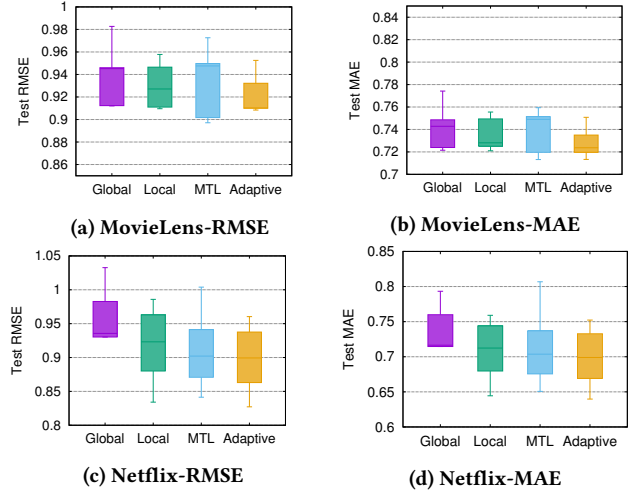 1
0.98
0.96
0.94
0.92
0.9
0.88
0.86
Test RMSE
Global Local MTL Adaptive
(a) MovieLens-RMSE
0.84
0.82
0.8
0.78
0.76
0.74
0.72
0.7
Test MAE
Global Local MTL Adaptive
(b) MovieLens-MAE
1.05
1
0.95
0.9
0.85
0.8
Test RMSE
Global Local MTL Adaptive
(c) Netflix-RMSE
0.85
0.8
0.75
0.7
0.65
0.6
Test MAE
Global Local MTL Adaptive
(d) Netflix-MAE